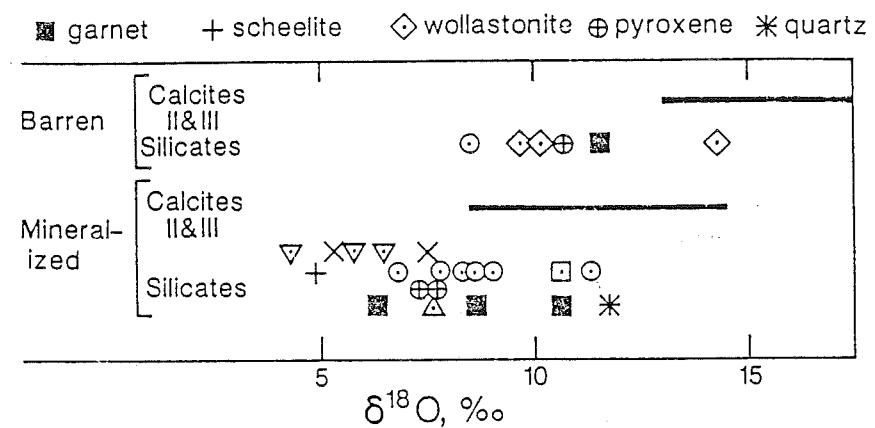 garnet scheelite wollastonite pyroxene quartz
Calcites
Barren II&III
Silicates
Calcites
II&III
Mineral-
ized
Silicates
5 10 15
δ18O, ‰